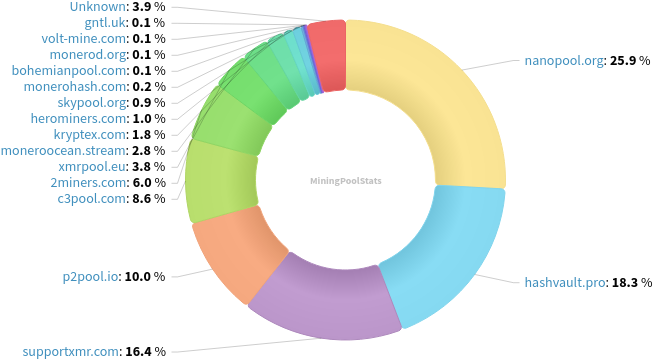 Unknown: 3.9 %
gntl.uk: 0.1 %
volt-mine.com: 0.1 %
monerod.org: 0.1 %
bohemianpool.com: 0.1 %
monerohash.com: 0.2 %
skypool.org: 0.9 %
herominers.com: 1.0 %
kryptex.com: 1.8 %
moneroocean.stream: 2.8 %
xmrpool.eu: 3.8 %
2miners.com: 6.0 %
c3pool.com: 8.6 %
p2pool.io: 10.0 %
supportxmr.com: 16.4 %
MiningPoolStats
nanopool.org: 25.9 %
hashvault.pro: 18.3 %